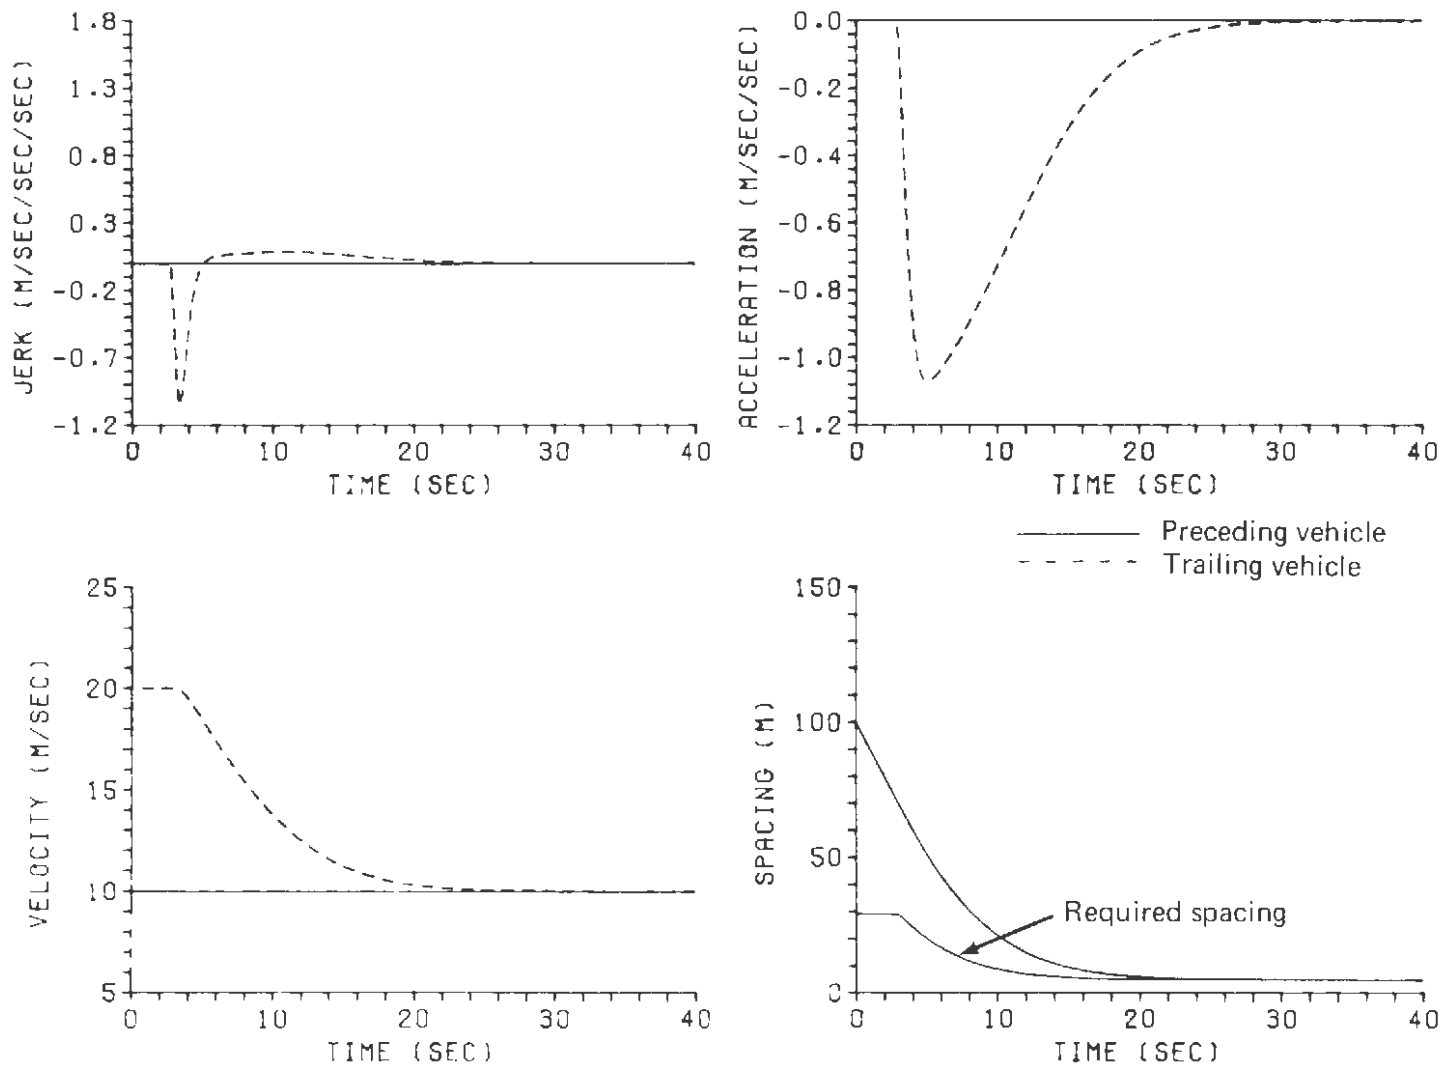 1.8
1.3
0.8
0.3
-0.2
-0.7
-1.2
JERK (M/SEC/SEC/SEC)
0 10 20 30 40
TIME (SEC)
0.0
-0.2
-0.4
-0.6
-0.8
-1.0
-1.2
ACCELERATION (M/SEC/SEC)
0 10 20 30 40
TIME (SEC)
Preceding vehicle
Trailing vehicle
25
20
15
10
5
VELOCITY (M/SEC)
0 10 20 30 40
TIME (SEC)
150
100
50
0
SPACING (M)
Required spacing
0 10 20 30 40
TIME (SEC)